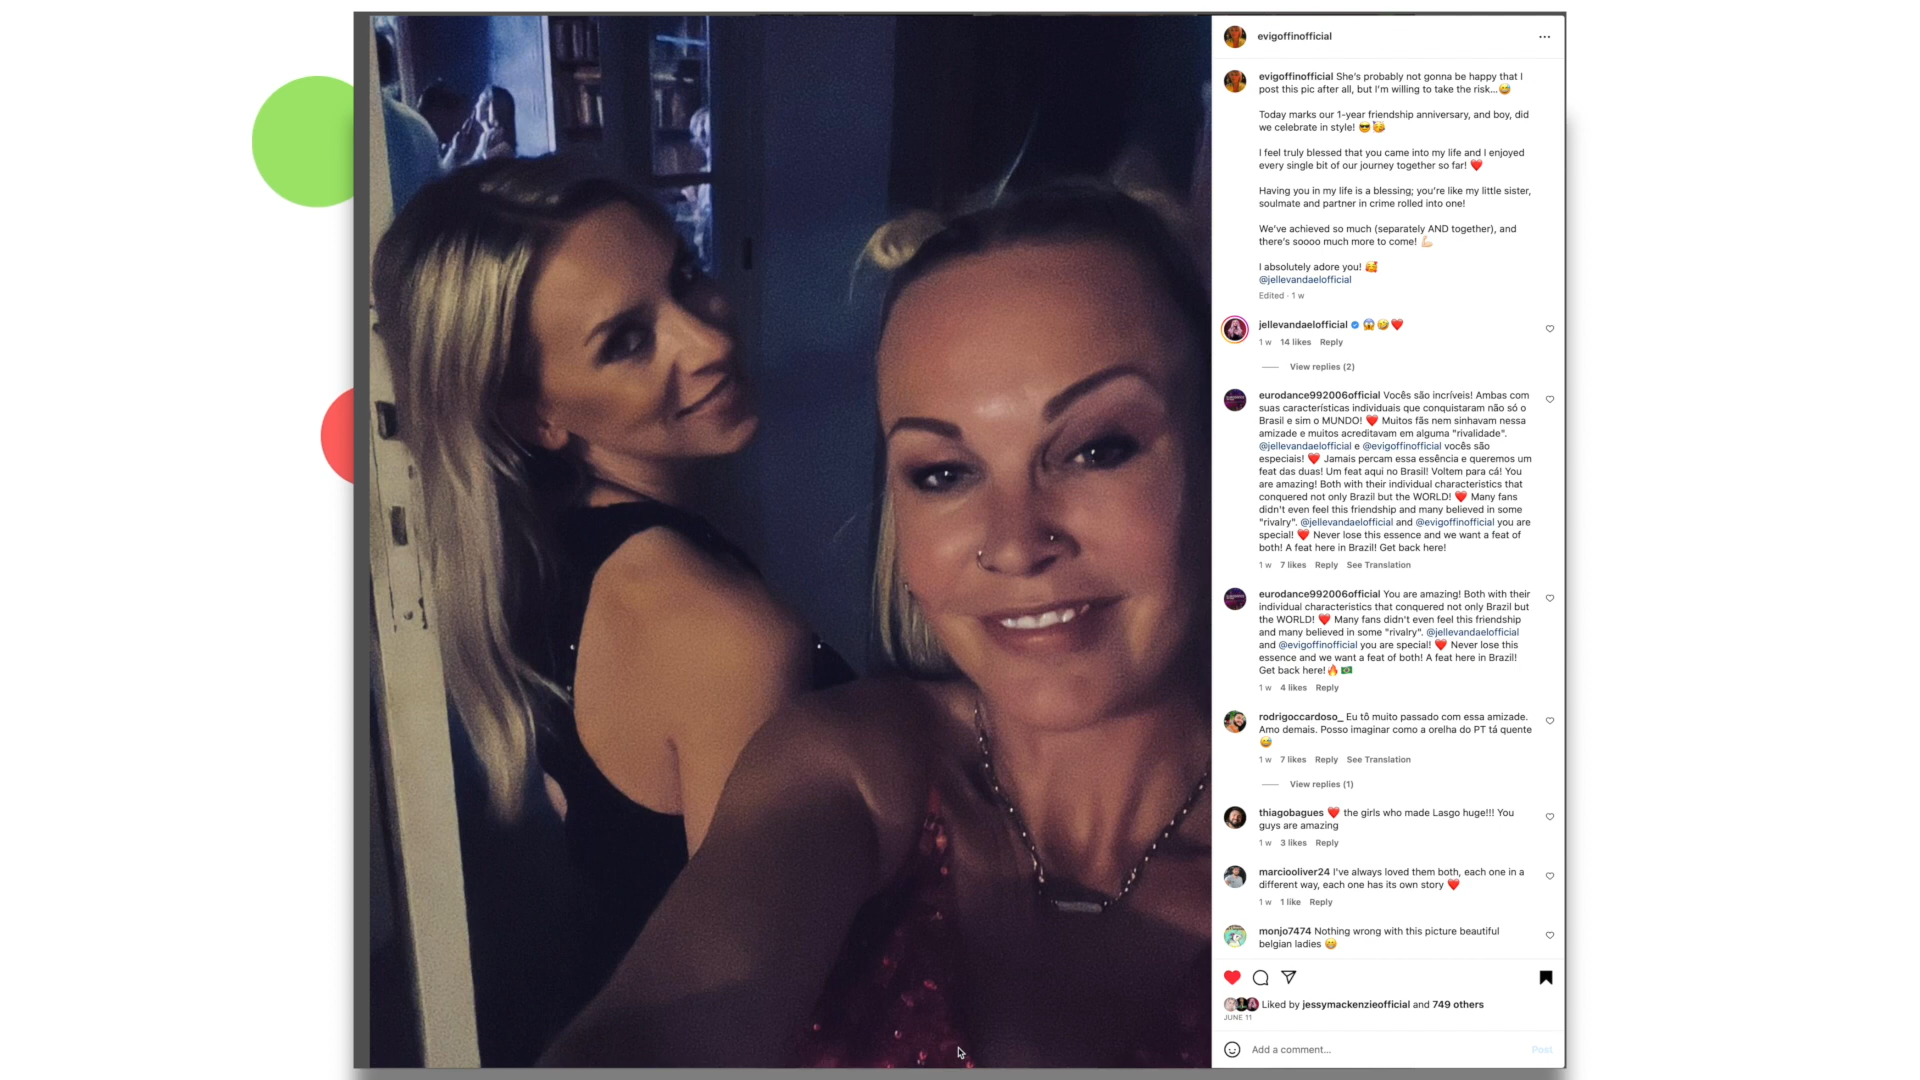 evigoffinofficial
evigoffinofficial She's probably not gonna be happy that I
post this pic after all, but I'm willing to take the risk...😅
Today marks our 1-year friendship anniversary, and boy, did
we celebrate in style! 😎🥳
I feel truly blessed that you came into my life and I enjoyed
every single bit of our journey together so far! ❤️
Having you in my life is a blessing; you're like my little sister,
soulmate and partner in crime rolled into one!
We've achieved so much (separately AND together), and
there's soooo much more to come! 💪🏻
I absolutely adore you! 🥰
@jellevandaelofficial
Edited · 1 w
jellevandaelofficial 😱🤣❤️
1 w 14 likes Reply
View replies (2)
eurodance992006official Vocês são incríveis! Ambas com
suas características individuais que conquistaram não só o
Brasil e sim o MUNDO! ❤️ Muitos fãs nem sinhavam nessa
amizade e muitos acreditavam em alguma "rivalidade".
@jellevandaelofficial e @evigoffinofficial vocês são
especiais! ❤️ Jamais percam essa essência e queremos um
feat das duas! Um feat aqui no Brasil! Voltem para cá! You
are amazing! Both with their individual characteristics that
conquered not only Brazil but the WORLD! ❤️ Many fans
didn't even feel this friendship and many believed in some
"rivalry". @jellevandaelofficial and @evigoffinofficial you are
special! ❤️ Never lose this essence and we want a feat of
both! A feat here in Brazil! Get back here!
1 w 7 likes Reply See Translation
eurodance992006official You are amazing! Both with their
individual characteristics that conquered not only Brazil but
the WORLD! ❤️ Many fans didn't even feel this friendship
and many believed in some "rivalry". @jellevandaelofficial
and @evigoffinofficial you are special! ❤️ Never lose this
essence and we want a feat of both! A feat here in Brazil!
Get back here!🔥🇧🇷
1 w 4 likes Reply
rodrigoccardoso_ Eu tô muito passado com essa amizade.
Amo demais. Posso imaginar como a orelha do PT tá quente
😅
1 w 7 likes Reply See Translation
View replies (1)
thiagobagues ❤️ the girls who made Lasgo huge!!! You
guys are amazing
1 w 3 likes Reply
marciooliver24 I've always loved them both, each one in a
different way, each one has its own story ❤️
1 w 1 like Reply
monjo7474 Nothing wrong with this picture beautiful
belgian ladies 😁
Liked by jessymackenzieofficial and 749 others
JUNE 11
Add a comment...
Post